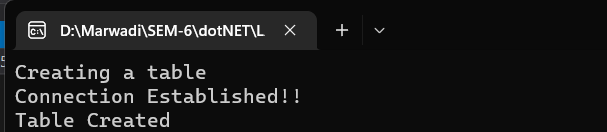 D:\Marwadi\SEM-6\dotNET\L
Creating a table
Connection Established!!
Table Created